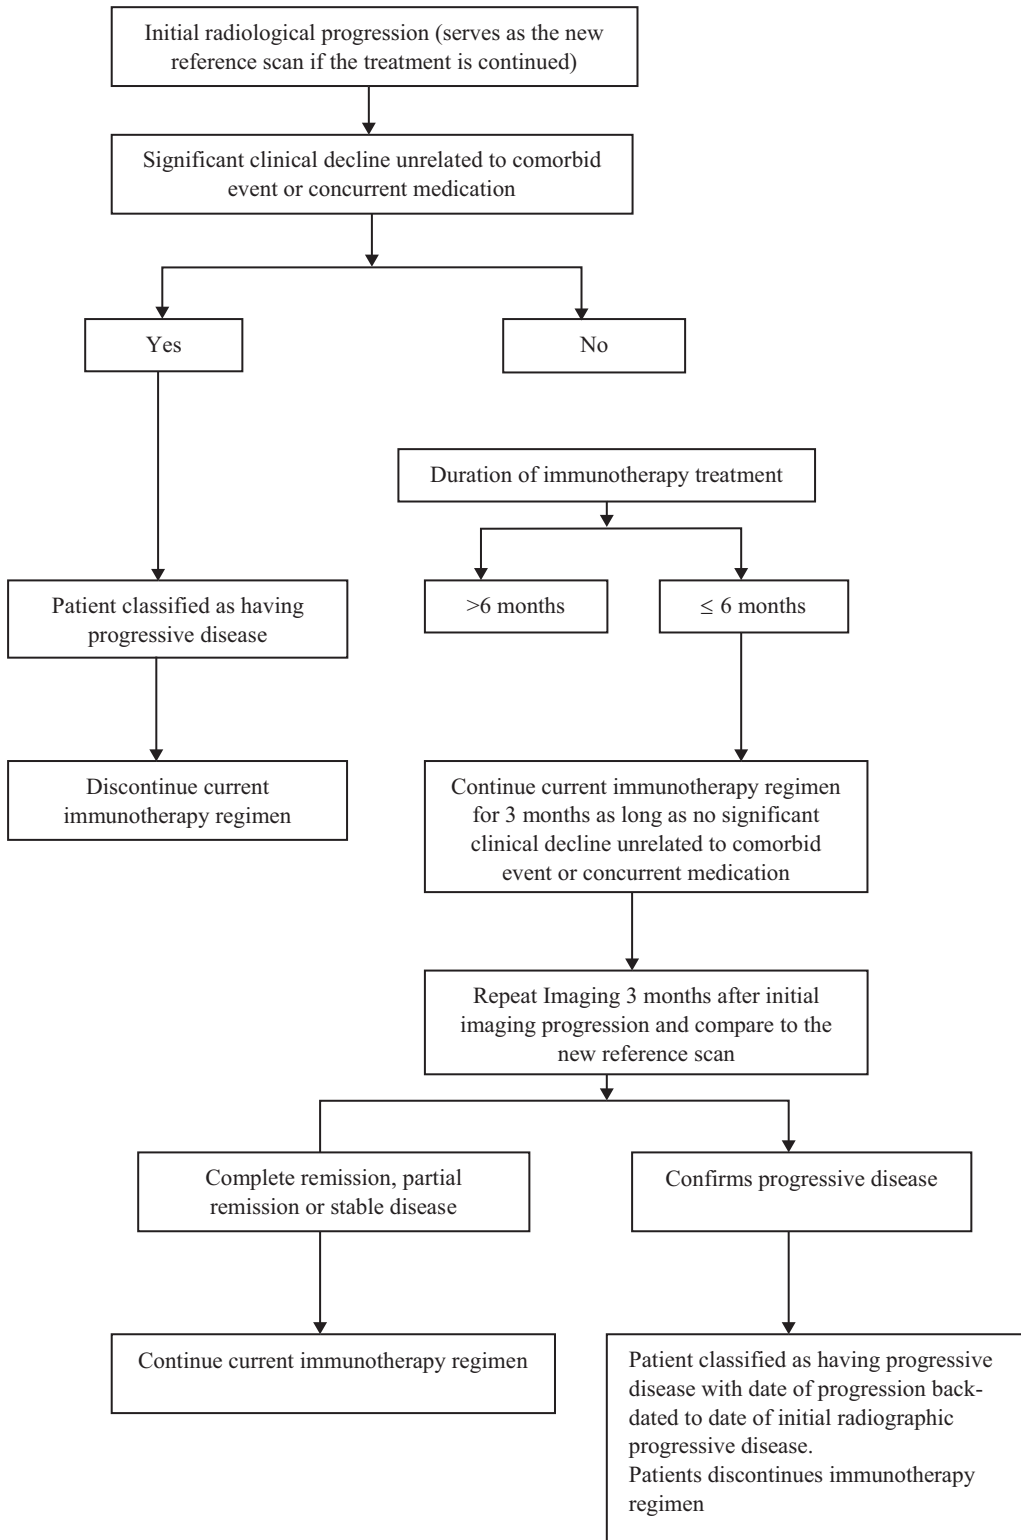 Initial radiological progression (serves as the new
reference scan if the treatment is continued)
Significant clinical decline unrelated to comorbid
event or concurrent medication
Yes
No
Duration of immunotherapy treatment
>6 months
≤ 6 months
Patient classified as having
progressive disease
Discontinue current
immunotherapy regimen
Continue current immunotherapy regimen
for 3 months as long as no significant
clinical decline unrelated to comorbid
event or concurrent medication
Repeat Imaging 3 months after initial
imaging progression and compare to the
new reference scan
Complete remission, partial
remission or stable disease
Confirms progressive disease
Continue current immunotherapy regimen
Patient classified as having progressive
disease with date of progression back-
dated to date of initial radiographic
progressive disease.
Patients discontinues immunotherapy
regimen